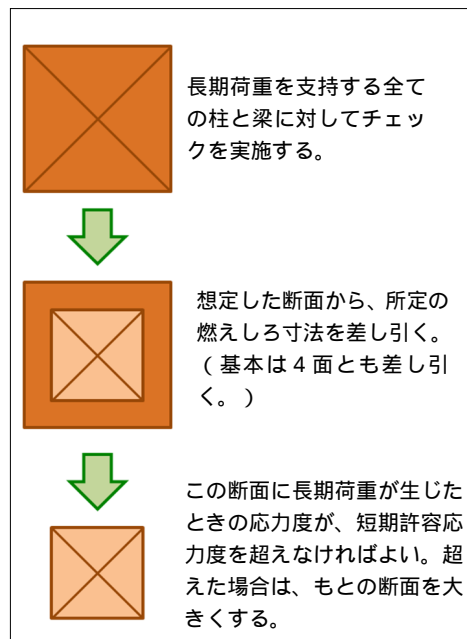 長期荷重を支持する全て
の柱と梁に対してチェッ
クを実施する。
想定した断面から、所定の
燃えしろ寸法を差し引く。
(基本は4面とも差し引
く。)
この断面に長期荷重が生じた
ときの応力度が、短期許容応
力度を超えなければよい。超
えた場合は、もとの断面を大
きくする。